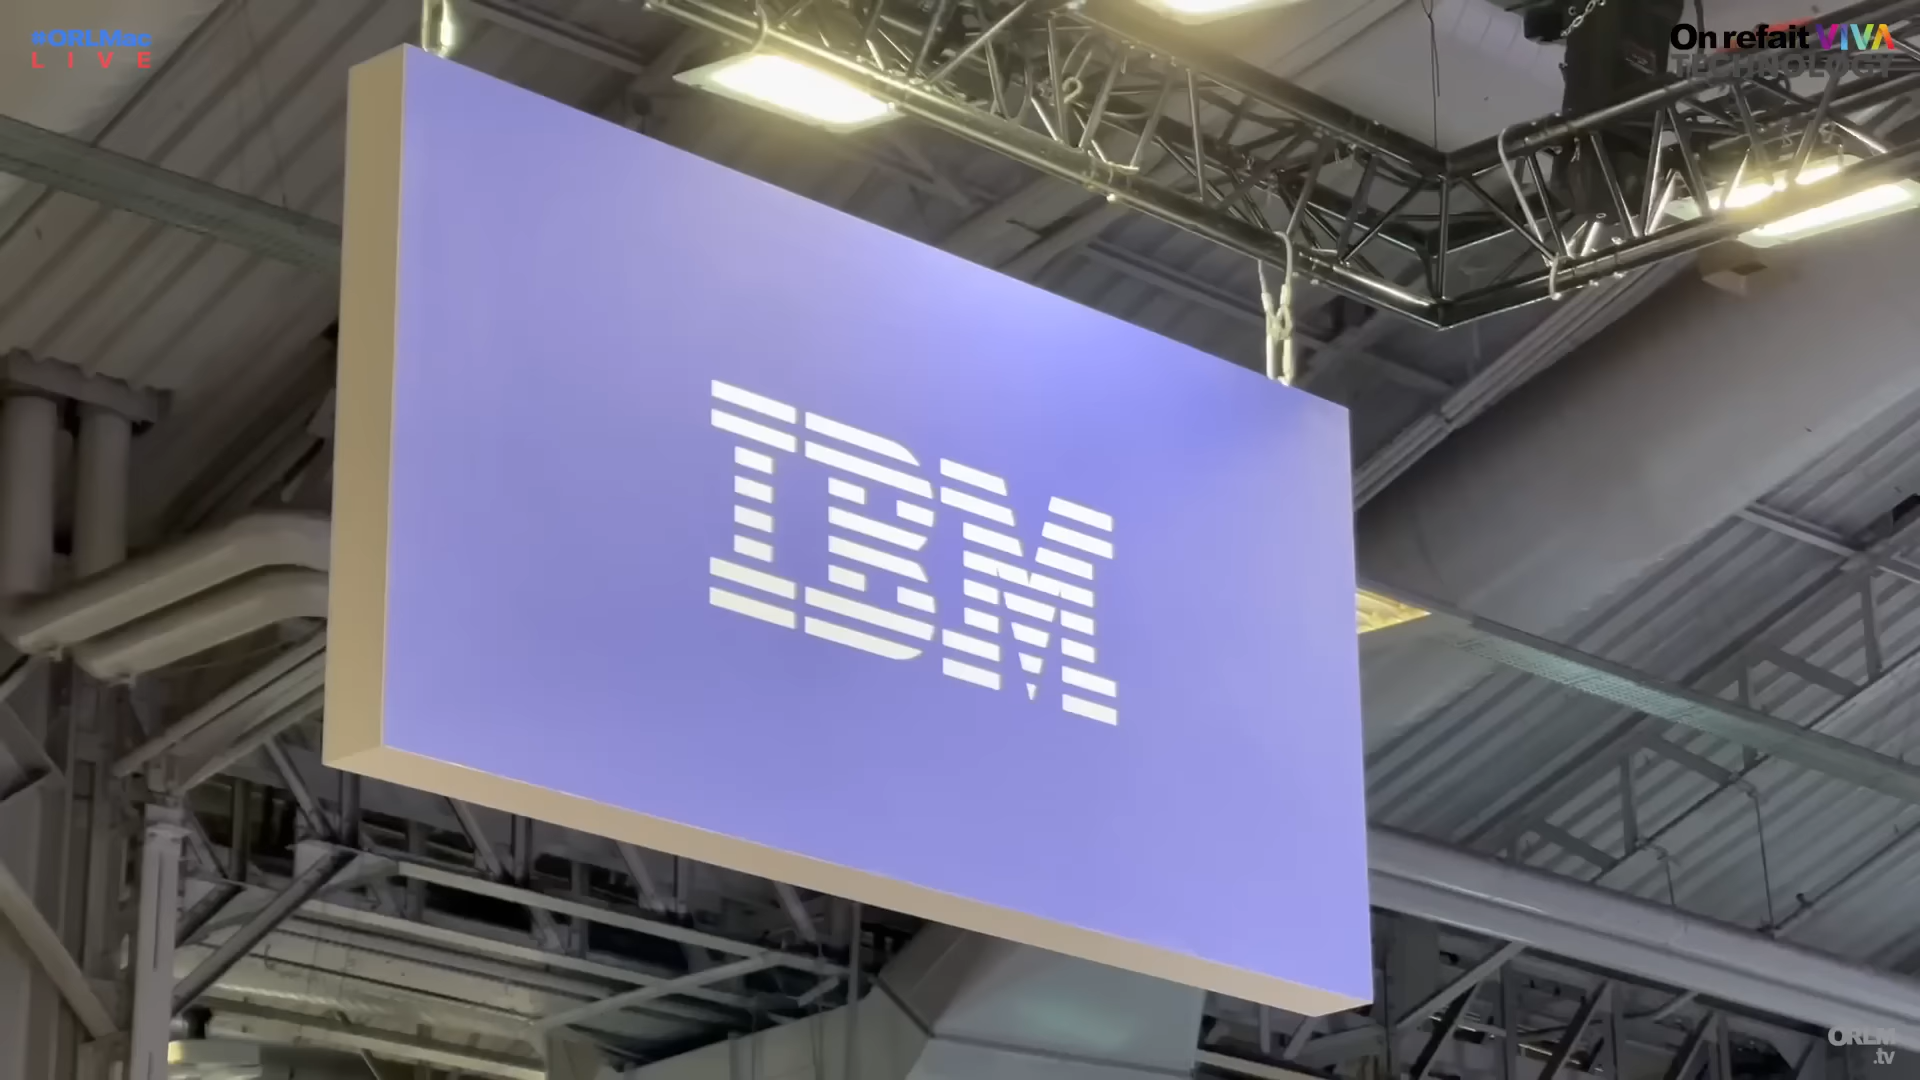 #ORLMac
LIVE
On refait VIVA
TECHNOLOGY
IBM
ORLM
.tv